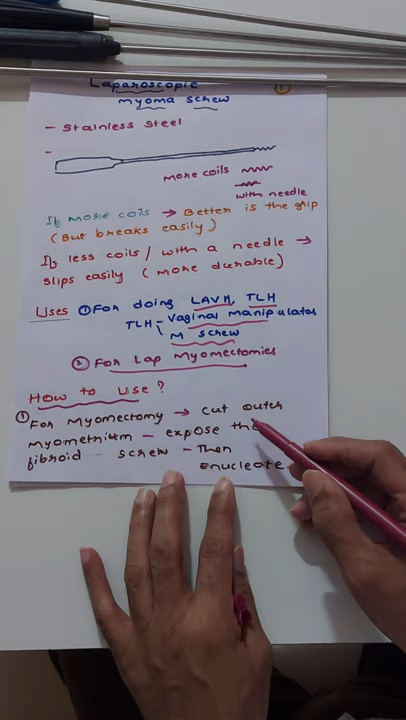 Laparoscopic
①
myoma screw
- Stainless steel
-
more coils
with needle
If more coils → Better is the grip
(But breaks easily)
If less coils / with a needle →
slips easily (more durable)
Uses ① For doing LAVH, TLH
TLH - Vaginal manipulator
M screw
② For Lap Myomectomies
How to Use?
① For Myomectomy → cut outer
myometrium - expose the
fibroid - screw - Then
enucleate